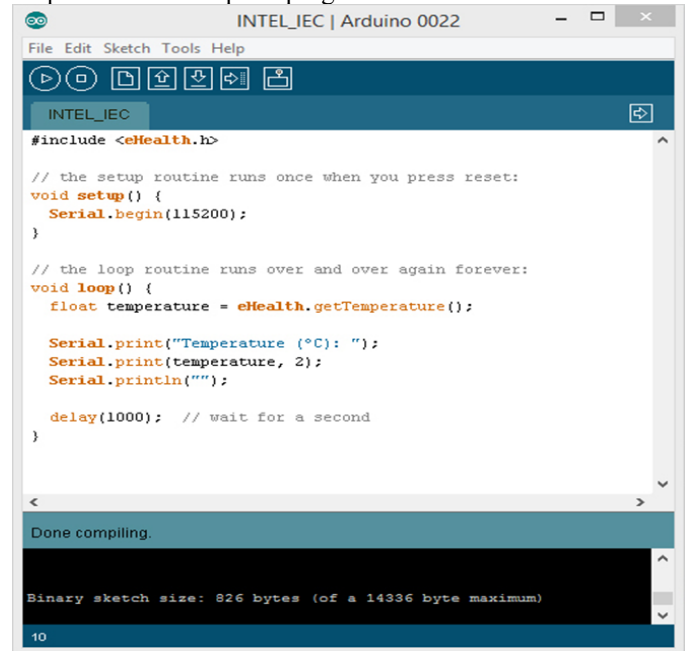 INTEL_IEC | Arduino 0022
File Edit Sketch Tools Help
INTEL_IEC
#include <eHealth.h>
// the setup routine runs once when you press reset:
void setup() {
Serial.begin(115200);
}
// the loop routine runs over and over again forever:
void loop() {
float temperature = eHealth.getTemperature();
Serial.print("Temperature (°C): ");
Serial.print(temperature, 2);
Serial.println("");
delay(1000); // wait for a second
}
Done compiling.
Binary sketch size: 826 bytes (of a 14336 byte maximum)
10